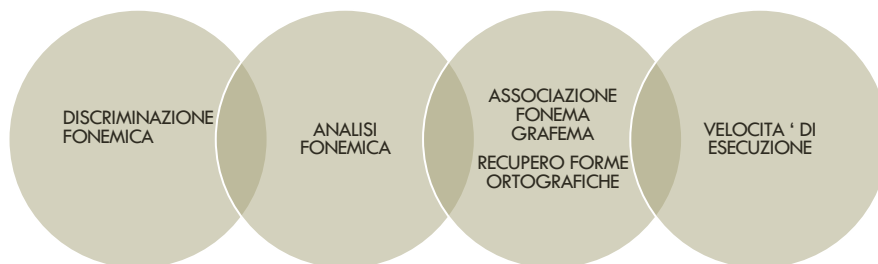 DISCRIMINAZIONE
FONEMICA
ANALISI
FONEMICA
ASSOCIAZIONE
FONEMA
GRAFEMA
RECUPERO FORME
ORTOGRAFICHE
VELOCITA ‘ DI
ESECUZIONE